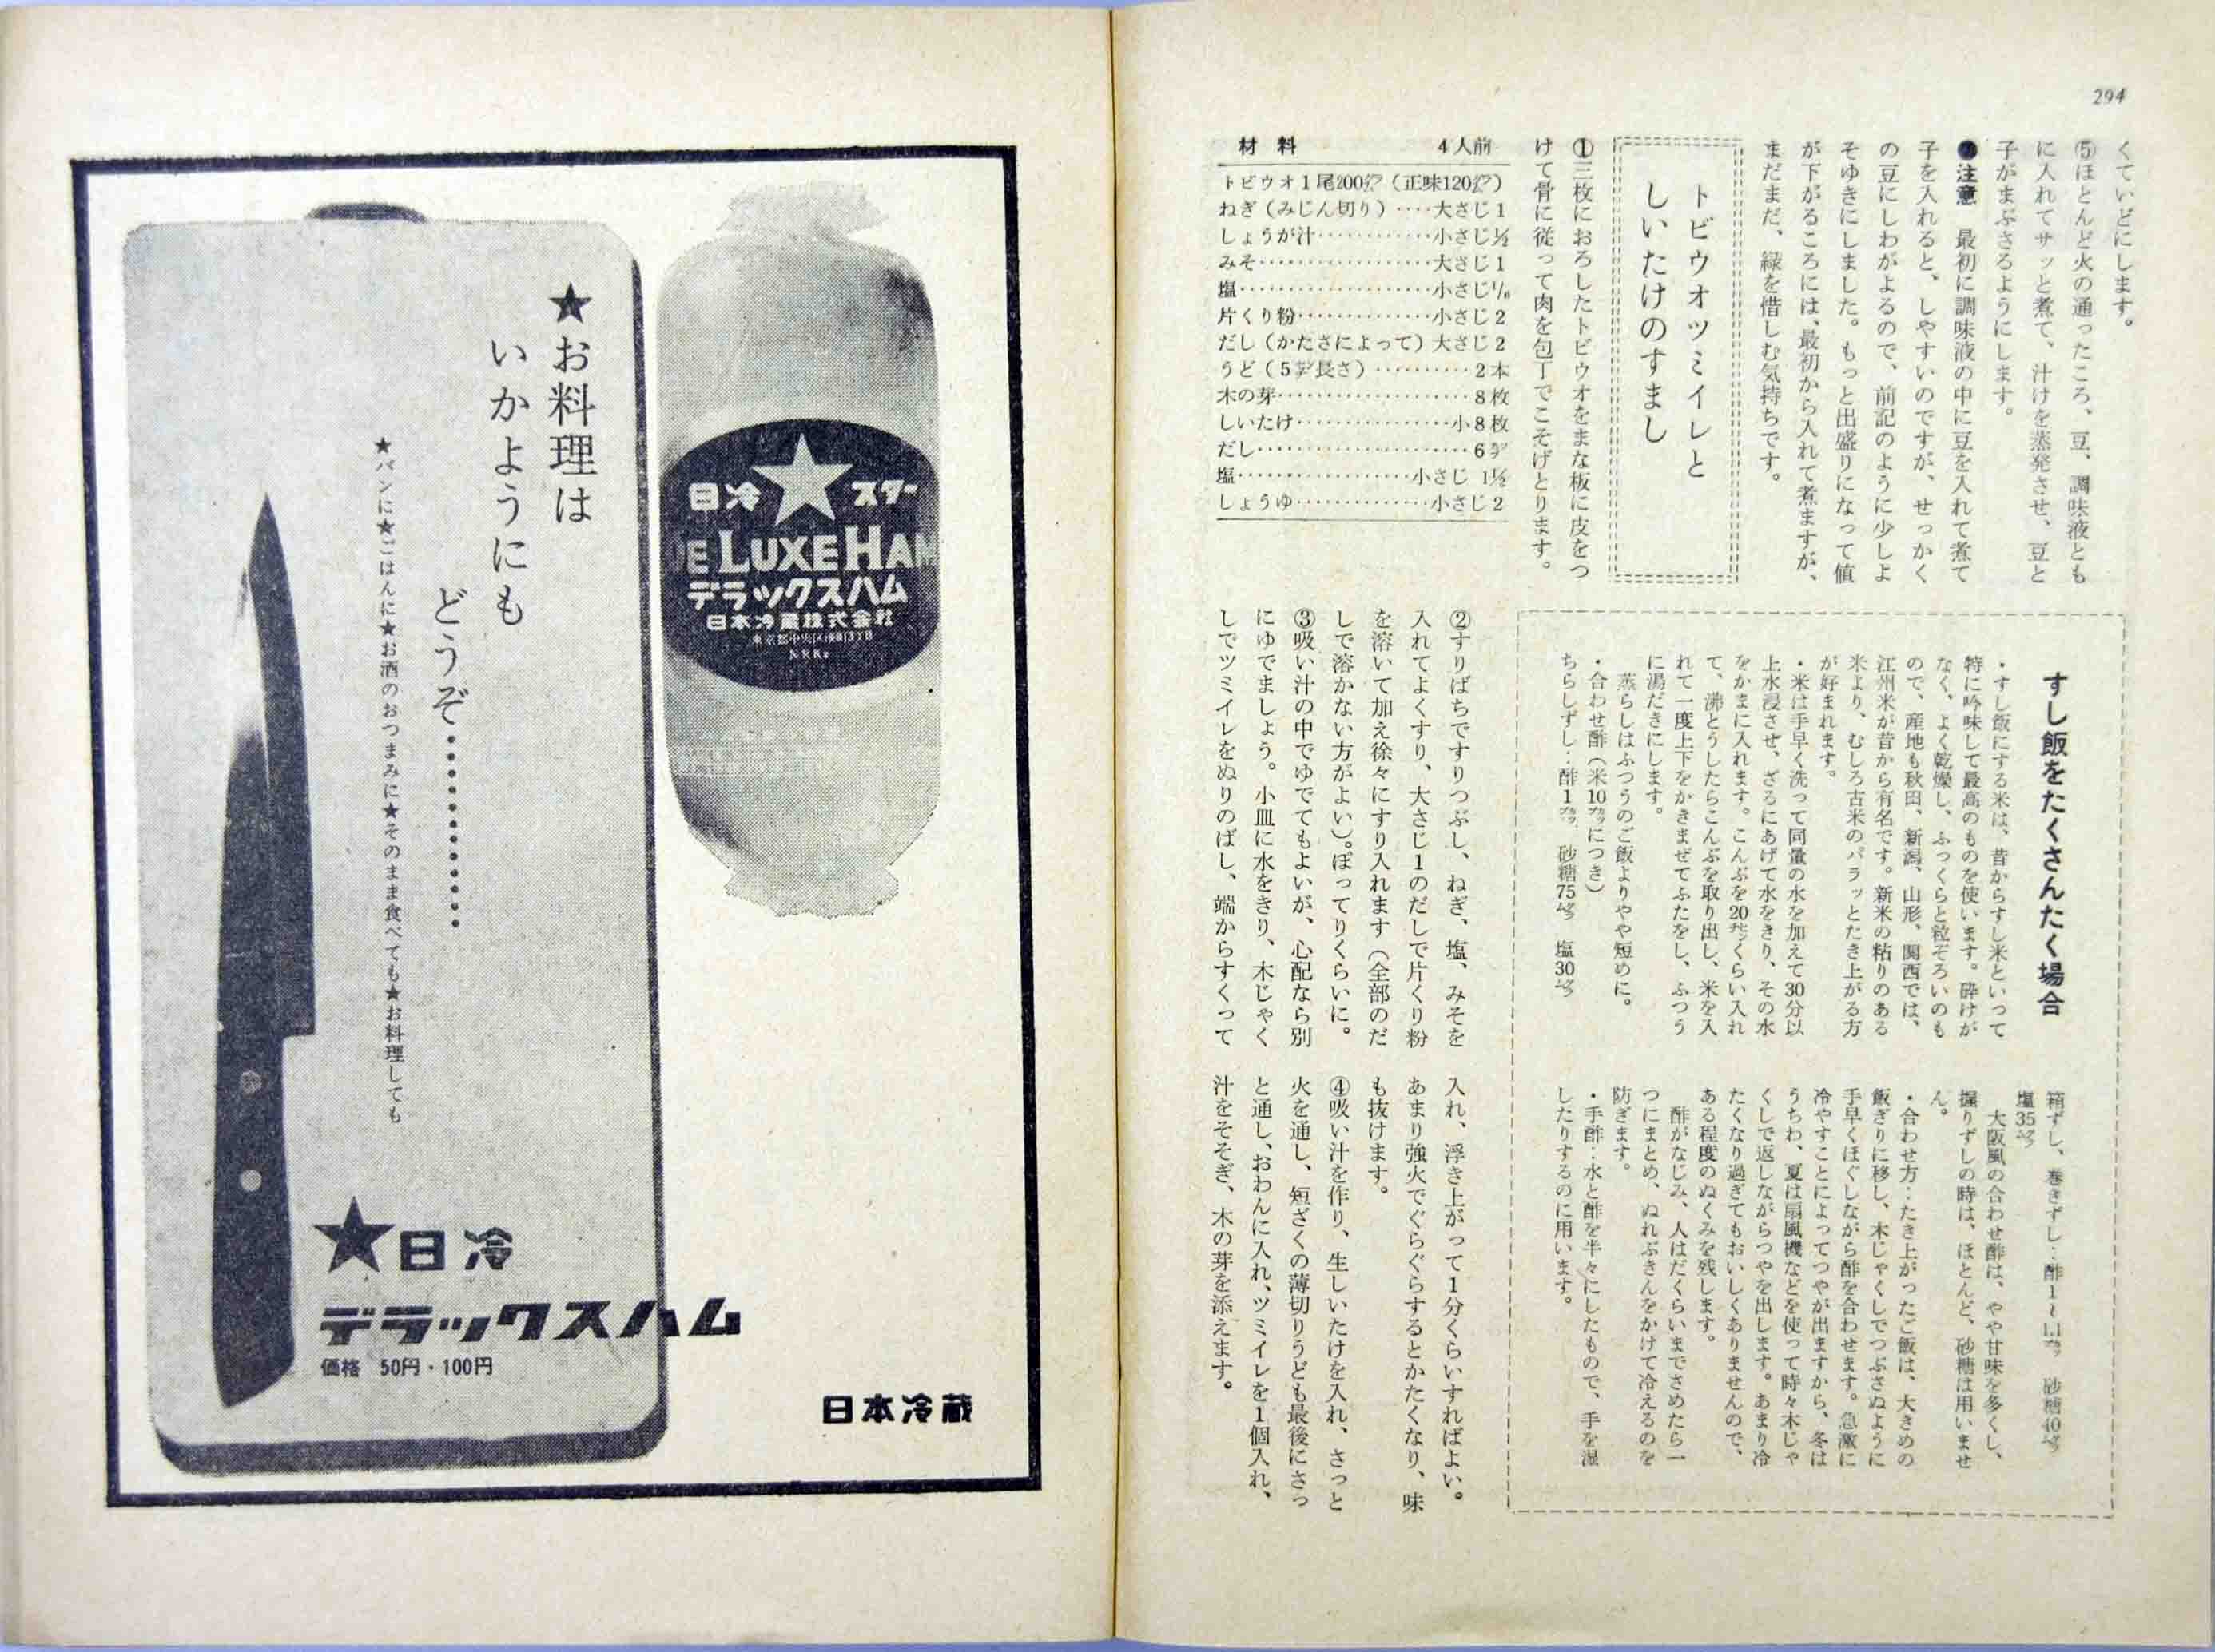 294
くていどにします。
⑤ほとんど火の通ったころ、豆、調味液とも
に入れてサッと煮て、汁けを蒸発させ、豆と
子がまぶさるようにします。
●注意　最初に調味液の中に豆を入れて煮て
子を入れると、しやすいのですが、せっかく
の豆にしわがよるので、前記のように少しよ
そゆきにしました。もっと出盛りになって値
が下がるころには、最初から入れて煮ますが、
まだまだ、緑を惜しむ気持ちです。
トビウオツミイレと
しいたけのすまし
①三枚におろしたトビウオをまな板に皮をつ
けて骨に従って肉を包丁でこそげとります。
材料　4人前
トビウオ1尾200㌘（正味120㌘）
ねぎ（みじん切り）‥‥大さじ1
しょうが汁…………小さじ½
みそ………………大さじ1
塩………………小さじ⅙
片くり粉……………小さじ2
だし（かたさによって）大さじ2
うど（5㌢長さ）………2本
木の芽………………8枚
しいたけ……………小8枚
だし………………6㌘
塩………………小さじ 1½
しょうゆ……………小さじ2
②すりばちですりつぶし、ねぎ、塩、みそを
入れてよくすり、大さじ1のだしで片くり粉
を溶いて加え徐々にすり入れます（全部のだ
しで溶かない方がよい）。ぽってりくらいに。
③吸い汁の中でゆでてもよいが、心配なら別
にゆでましょう。小皿に水をきり、木じゃく
しでツミイレをぬりのばし、端からすくって
入れ、浮き上がって1分くらいすればよい。
あまり強火でぐらぐらするとかたくなり、味
も抜けます。
④吸い汁を作り、生しいたけを入れ、さっと
火を通し、短ざくの薄切りうども最後にさっ
と通し、おわんに入れ、ツミイレを1個入れ、
汁をそそぎ、木の芽を添えます。
すし飯をたくさんたく場合
・すし飯にする米は、昔からすし米といって
特に吟味して最高のものを使います。砕けが
なく、よく乾燥し、ふっくらと粒ぞろいのも
ので、産地も秋田、新潟、山形、関西では、
江州米が昔から有名です。新米の粘りのある
米より、むしろ古米のパラッとたき上がる方
が好まれます。
・米は手早く洗って同量の水を加えて30分以
上水浸させ、ざるにあげて水をきり、その水
をかまに入れます。こんぶを20㌢くらい入れ
て、沸とうしたらこんぶを取り出し、米を入
れて一度上下をかきまぜてふたをし、ふつう
に湯だきにします。
蒸らしはふつうのご飯よりやや短めに。
・合わせ酢（米10㌍につき）
ちらしずし‥酢1㌍　砂糖75㌘　塩30㌘
箱ずし、巻きずし‥酢1〜1.1㌍　砂糖40㌘
塩35㌘
大阪風の合わせ酢は、やや甘味を多くし、
握りずしの時は、ほとんど、砂糖は用いませ
ん。
・合わせ方‥たき上がったご飯は、大きめの
飯ぎりに移し、木じゃくしでつぶさぬように
手早くほぐしながら酢を合わせます。急激に
冷やすことによってつやが出ますから、冬は
うちわ、夏は扇風機などを使って時々木じゃ
くしで返しながらつやを出します。あまり冷
たくなり過ぎてもおいしくありませんので、
ある程度のぬくみを残します。
酢がなじみ、人はだくらいまでさめたら一
つにまとめ、ぬれぶきんをかけて冷えるのを
防ぎます。
・手酢‥水と酢を半々にしたもので、手を湿
したりするのに用います。
★お料理は
いかようにも
どうぞ…………
★パンに★ごはんに★お酒のおつまみに★そのまま食べても★お料理しても
日冷★スター
E LUXE HAM
デラックスハム
日本冷蔵株式会社
NRKs
★日冷
デラックスハム
価格　50円・100円
日本冷蔵